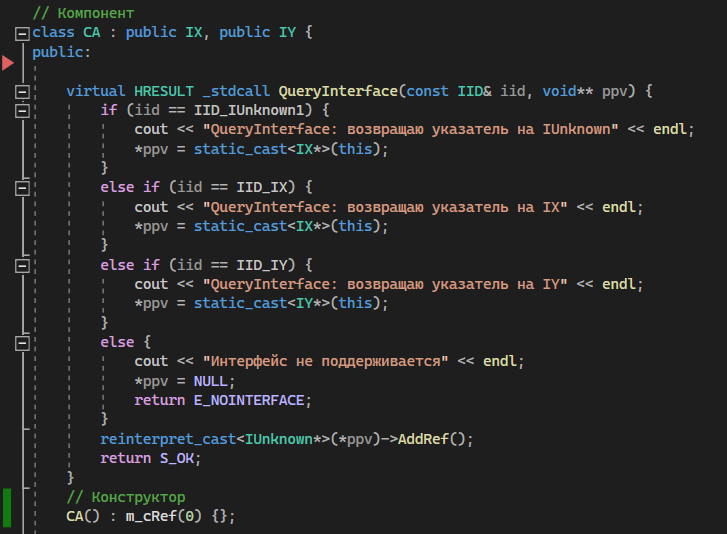 // Компонент
class CA : public IX, public IY {
public:
virtual HRESULT _stdcall QueryInterface(const IID& iid, void** ppv) {
if (iid == IID_IUnknown1) {
cout << "QueryInterface: возвращаю указатель на IUnknown" << endl;
*ppv = static_cast<IX*>(this);
}
else if (iid == IID_IX) {
cout << "QueryInterface: возвращаю указатель на IX" << endl;
*ppv = static_cast<IX*>(this);
}
else if (iid == IID_IY) {
cout << "QueryInterface: возвращаю указатель на IY" << endl;
*ppv = static_cast<IY*>(this);
}
else {
cout << "Интерфейс не поддерживается" << endl;
*ppv = NULL;
return E_NOINTERFACE;
}
reinterpret_cast<IUnknown*>(*ppv)->AddRef();
return S_OK;
}
// Конструктор
CA() : m_cRef(0) {};